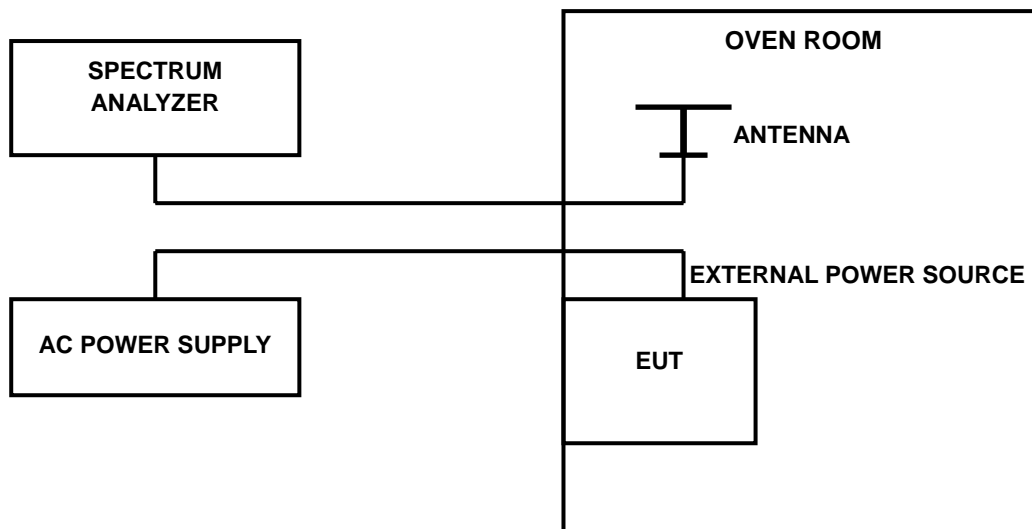 OVEN ROOM
SPECTRUM
ANALYZER
ANTENNA
EXTERNAL POWER SOURCE
AC POWER SUPPLY
EUT